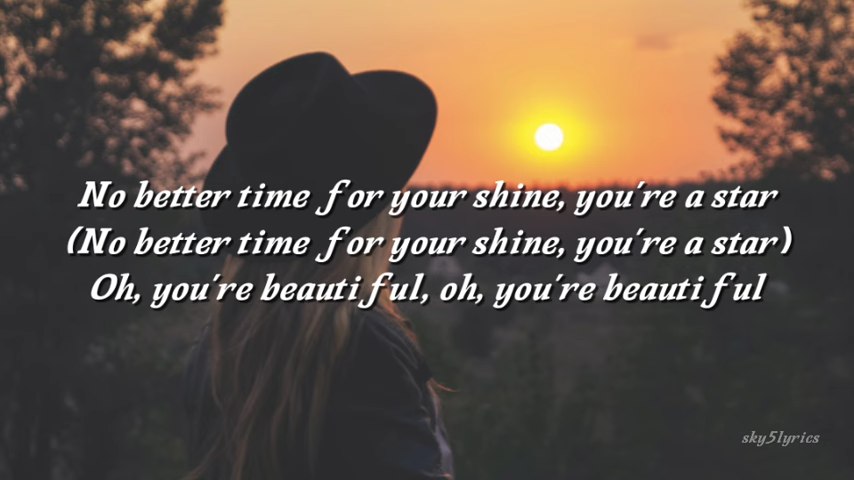 No better time for your shine, you're a star
(No better time for your shine, you're a star)
Oh, you're beautiful, oh, you're beautiful
sky5lyrics